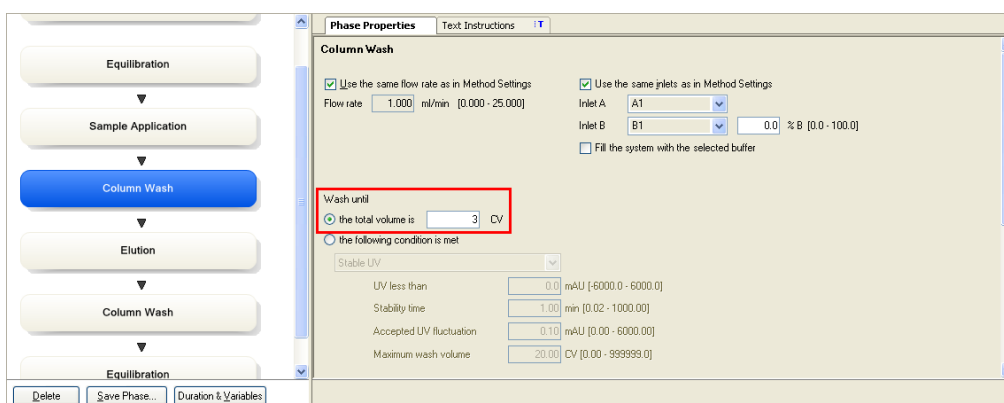 Equilibration
Sample Application
Column Wash
Elution
Column Wash
Equilibration
Delete Save Phase... Duration & Variables
Phase Properties Text Instructions T
Column Wash
Use the same flow rate as in Method Settings
Flow rate 1.000 ml/min [0.000 - 25.000]
Use the same inlets as in Method Settings
Inlet A A1
Inlet B B1 0.0 % B [0.0 - 100.0]
Fill the system with the selected buffer
Wash until
the total volume is 3 CV
the following condition is met
Stable UV
UV less than 0.0 mAU [-6000.0 - 6000.0]
Stability time 1.00 min [0.02 - 1000.00]
Accepted UV fluctuation 0.10 mAU [0.00 - 6000.00]
Maximum wash volume 20.00 CV [0.00 - 999999.0]